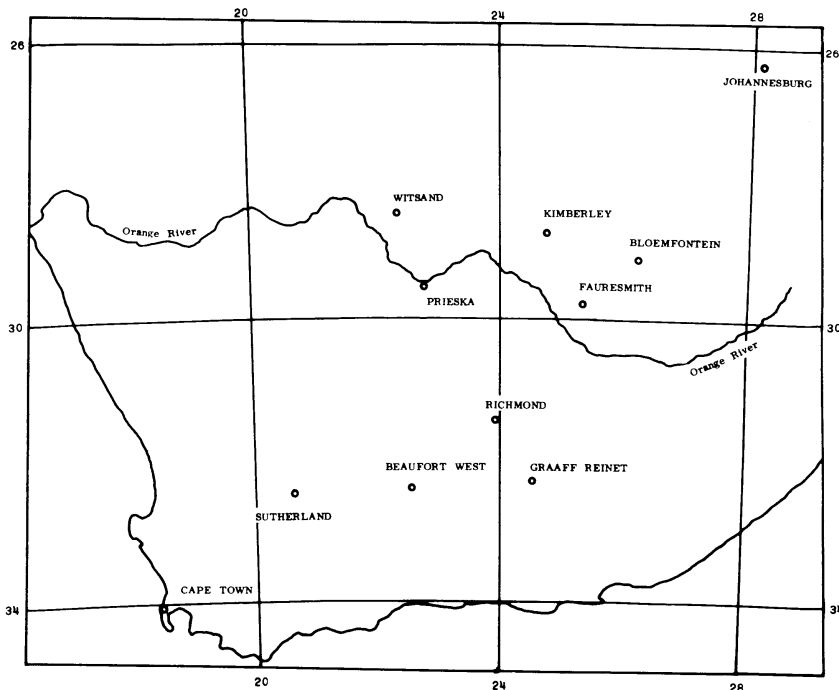 20 24 28
26 26
JOHANNESBURG
WITSAND
KIMBERLEY
Orange River
BLOEMFONTEIN
FAURESMITH
PRIESKA
30 30
Orange River
RICHMOND
BEAUFORT WEST GRAAFF REINET
SUTHERLAND
CAPE TOWN
34
20 24 28